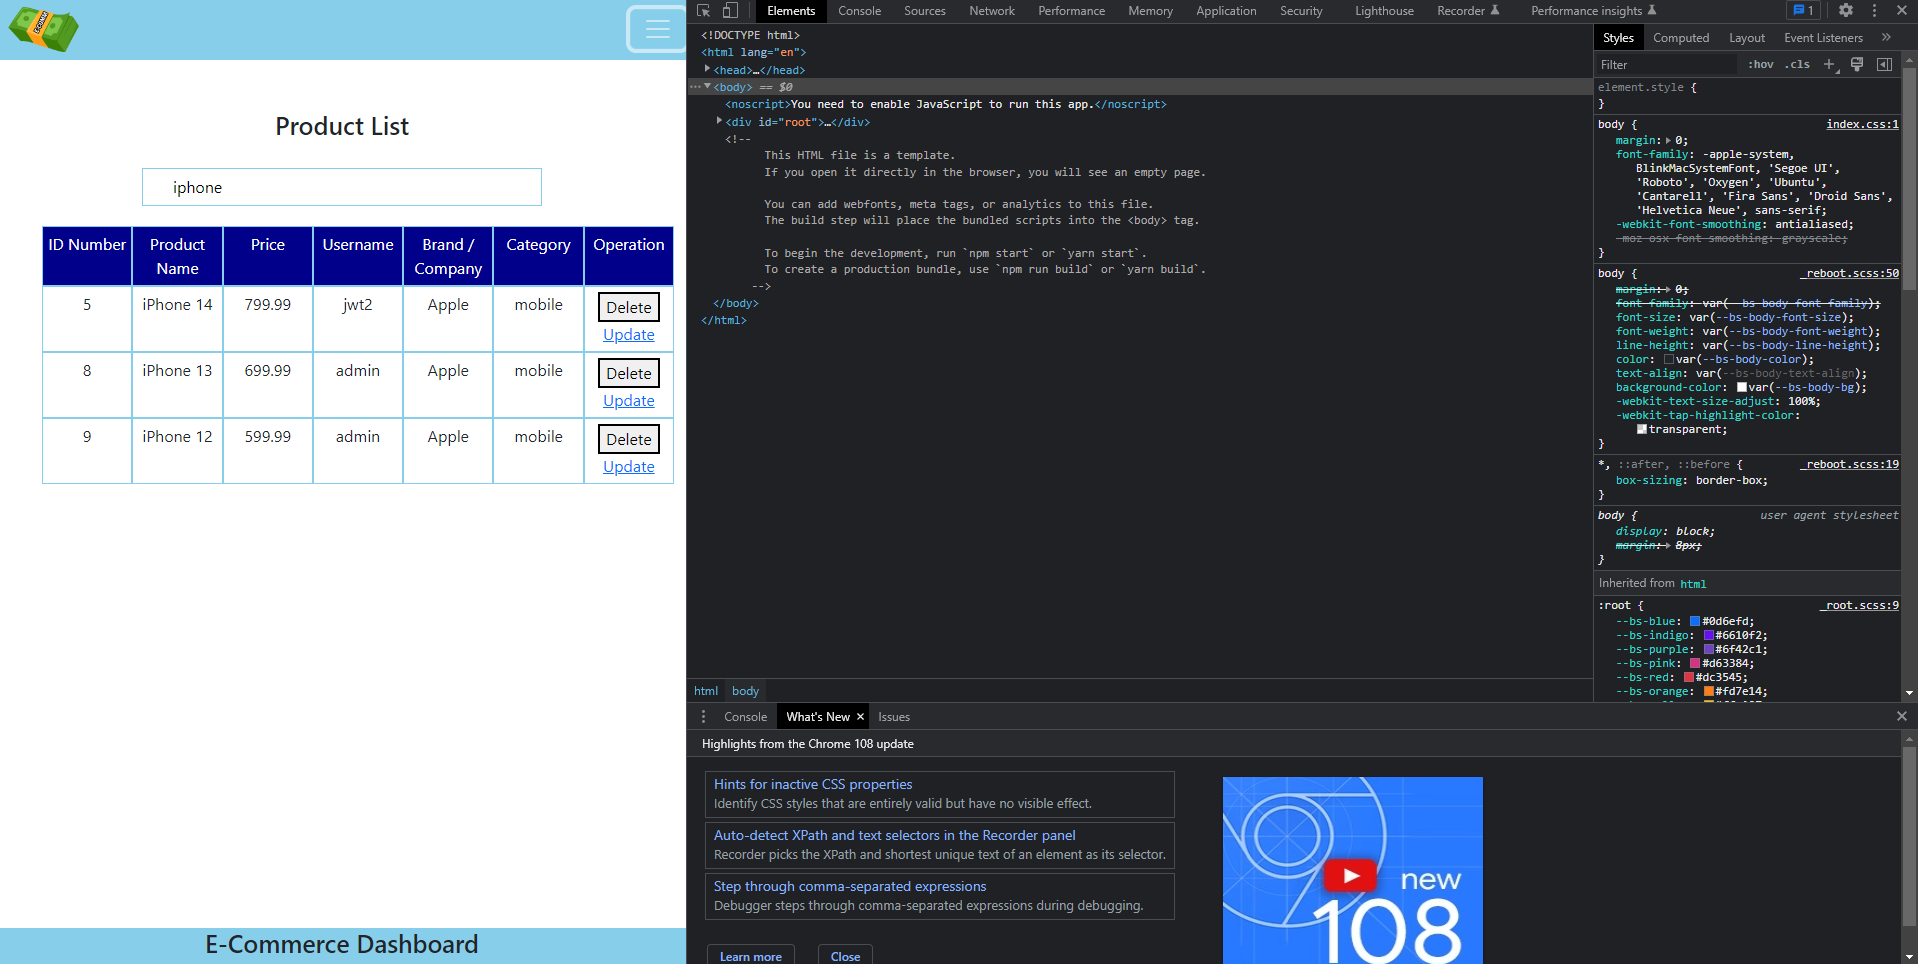 E-COMM
Product List
iphone
ID Number
Product
Name
Price
Username
Brand /
Company
Category
Operation
5
iPhone 14
799.99
jwt2
Apple
mobile
Delete
Update
8
iPhone 13
699.99
admin
Apple
mobile
Delete
Update
9
iPhone 12
599.99
admin
Apple
mobile
Delete
Update
E-Commerce Dashboard
Elements
Console
Sources
Network
Performance
Memory
Application
Security
Lighthouse
Recorder
Performance insights
1
<!DOCTYPE html>
<html lang="en">
<head>…</head>
<body> == $0
<noscript>You need to enable JavaScript to run this app.</noscript>
<div id="root">…</div>
<!--
This HTML file is a template.
If you open it directly in the browser, you will see an empty page.
You can add webfonts, meta tags, or analytics to this file.
The build step will place the bundled scripts into the <body> tag.
To begin the development, run `npm start` or `yarn start`.
To create a production bundle, use `npm run build` or `yarn build`.
-->
</body>
</html>
html
body
Styles
Computed
Layout
Event Listeners
Filter
:hov
.cls
element.style {
}
body {
index.css:1
margin: 0;
font-family: -apple-system,
BlinkMacSystemFont, 'Segoe UI',
'Roboto', 'Oxygen', 'Ubuntu',
'Cantarell', 'Fira Sans', 'Droid Sans',
'Helvetica Neue', sans-serif;
-webkit-font-smoothing: antialiased;
-moz-osx-font-smoothing: grayscale;
}
body {
_reboot.scss:50
margin: 0;
font-family: var(--bs-body-font-family);
font-size: var(--bs-body-font-size);
font-weight: var(--bs-body-font-weight);
line-height: var(--bs-body-line-height);
color: var(--bs-body-color);
text-align: var(--bs-body-text-align);
background-color: var(--bs-body-bg);
-webkit-text-size-adjust: 100%;
-webkit-tap-highlight-color:
transparent;
}
*, ::after, ::before {
_reboot.scss:19
box-sizing: border-box;
}
body {
user agent stylesheet
display: block;
margin: 8px;
}
Inherited from html
:root {
_root.scss:9
--bs-blue: #0d6efd;
--bs-indigo: #6610f2;
--bs-purple: #6f42c1;
--bs-pink: #d63384;
--bs-red: #dc3545;
--bs-orange: #fd7e14;
Console
What's New
Issues
Highlights from the Chrome 108 update
Hints for inactive CSS properties
Identify CSS styles that are entirely valid but have no visible effect.
Auto-detect XPath and text selectors in the Recorder panel
Recorder picks the XPath and shortest unique text of an element as its selector.
Step through comma-separated expressions
Debugger steps through comma-separated expressions during debugging.
Learn more
Close
new
108